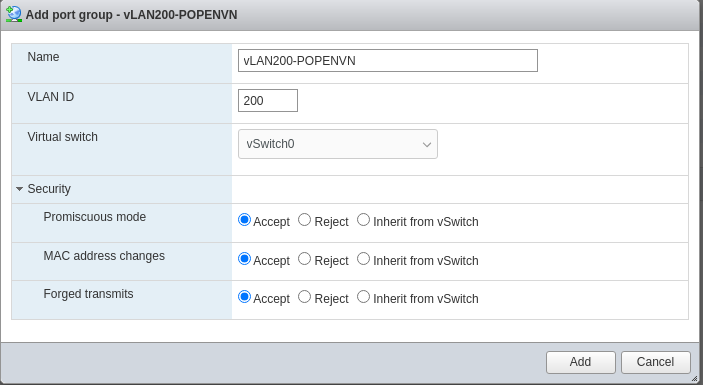 Add port group - vLAN200-POPENVN
Name vLAN200-POPENVN
VLAN ID 200
Virtual switch vSwitch0
Security
Promiscuous mode Accept Reject Inherit from vSwitch
MAC address changes Accept Reject Inherit from vSwitch
Forged transmits Accept Reject Inherit from vSwitch
Add Cancel